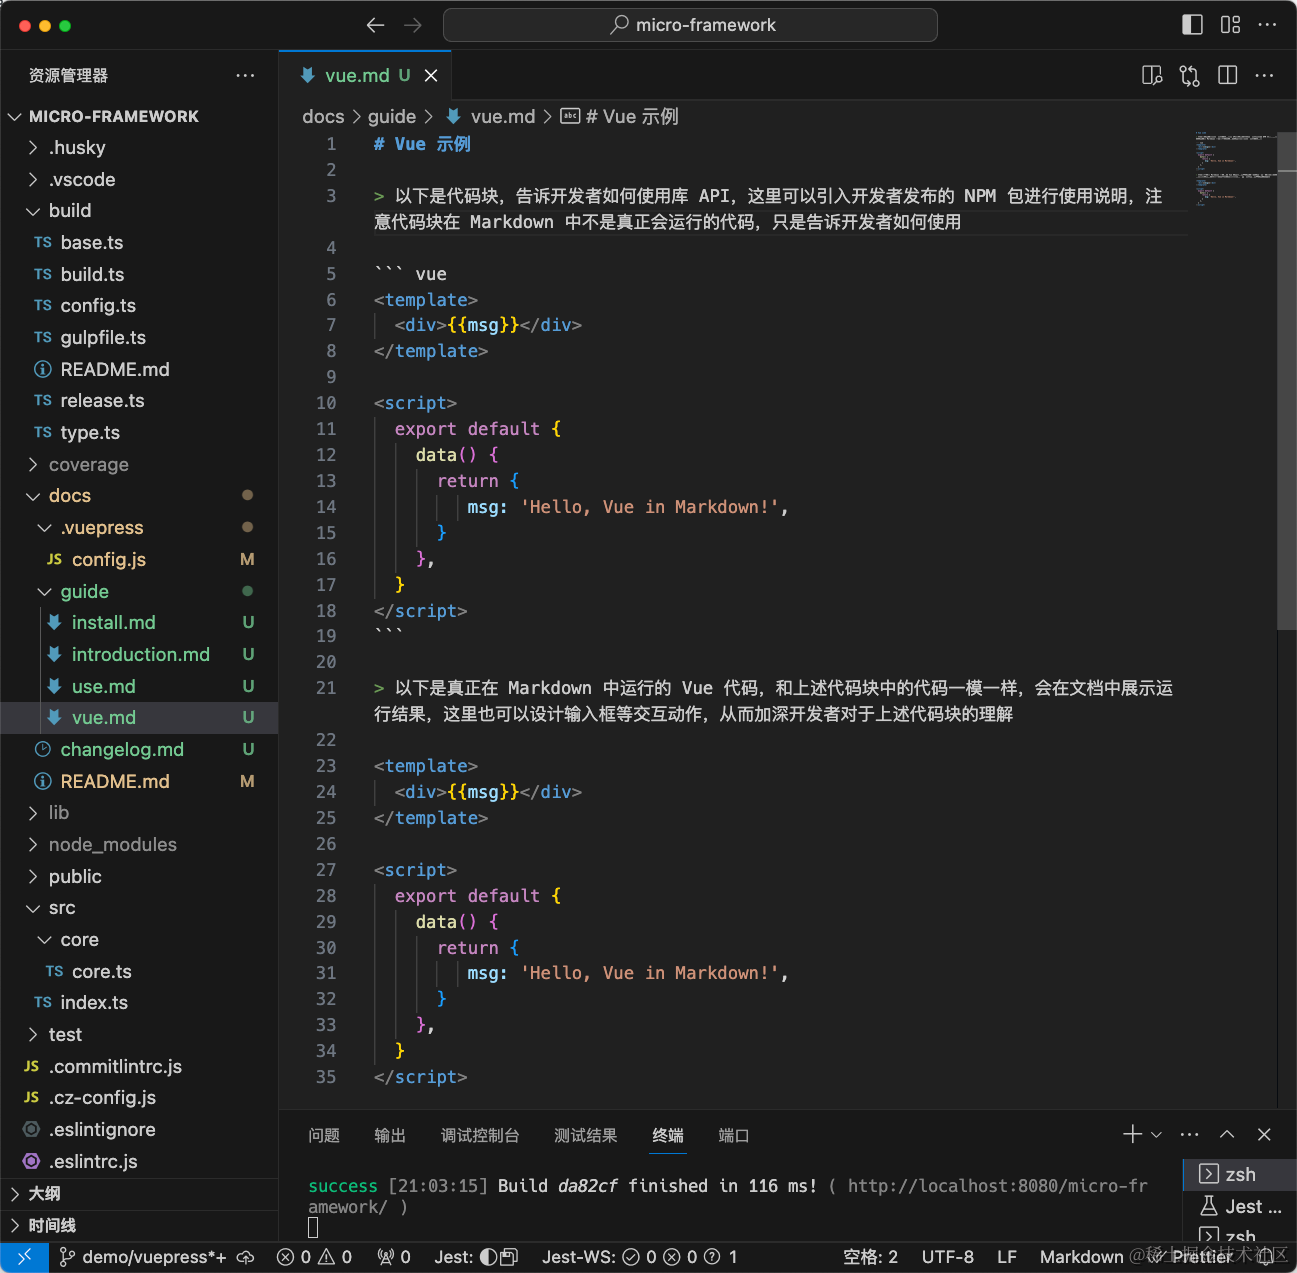 micro-framework
资源管理器
vue.md U
MICRO-FRAMEWORK
.husky
.vscode
build
TS base.ts
TS build.ts
TS config.ts
TS gulpfile.ts
README.md
TS release.ts
TS type.ts
coverage
docs
.vuepress
JS config.js M
guide
install.md U
introduction.md U
use.md U
vue.md U
changelog.md U
README.md M
lib
node_modules
public
src
core
TS core.ts
TS index.ts
test
JS .commitlintrc.js
JS .cz-config.js
.eslintignore
.eslintrc.js
大纲
时间线
docs > guide > vue.md > # Vue 示例
1 # Vue 示例
2
3 > 以下是代码块，告诉开发者如何使用库 API，这里可以引入开发者发布的 NPM 包进行使用说明，注
意代码块在 Markdown 中不是真正会运行的代码，只是告诉开发者如何使用
4
5 ``` vue
6 <template>
7 <div>{{msg}}</div>
8 </template>
9
10 <script>
11 export default {
12 data() {
13 return {
14 msg: 'Hello, Vue in Markdown!',
15 }
16 },
17 }
18 </script>
19 ```
20
21 > 以下是真正在 Markdown 中运行的 Vue 代码，和上述代码块中的代码一模一样，会在文档中展示运
行结果，这里也可以设计输入框等交互动作，从而加深开发者对于上述代码块的理解
22
23 <template>
24 <div>{{msg}}</div>
25 </template>
26
27 <script>
28 export default {
29 data() {
30 return {
31 msg: 'Hello, Vue in Markdown!',
32 }
33 },
34 }
35 </script>
问题 输出 调试控制台 测试结果 终端 端口
success [21:03:15] Build da82cf finished in 116 ms! ( http://localhost:8080/micro-fr
amework/ )
zsh
Jest ...
zsh
demo/vuepress*+ 0 0 0 Jest: Jest-WS: 0 0 1 空格: 2 UTF-8 LF Markdown Prettier
@稀土掘金技术社区